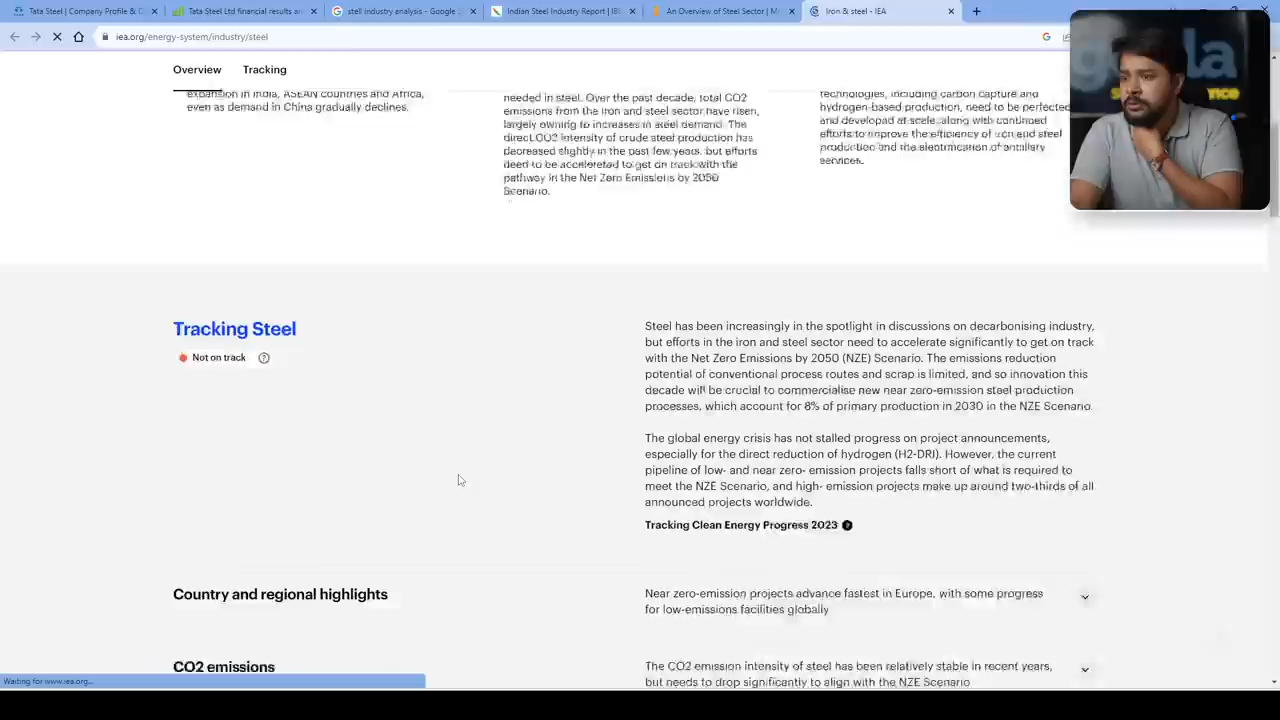 Tata Steel | Company Profile & D
Tata Steel Ltd financial results an
stell industry analysis - Google S
Indian Steel Industry Report | IBE
An Overview of Steel Sector | Mi
Iron & steel - IEA
iea.org/energy-system/industry/steel
Overview
Tracking
expansion in India, ASEAN countries and Africa,
even as demand in China gradually declines.
needed in steel. Over the past decade, total CO2
emissions from the iron and steel sector have risen,
largely owning to increases in steel demand. The
direct CO2 intensity of crude steel production has
decreased slightly in the past few years, but efforts
need to be accelerated to get on track with the
pathway in the Net Zero Emissions by 2050
Scenario.
technologies, including carbon capture and
hydrogen-based production, need to be perfected
and developed at scale, along with continued
efforts to improve the efficiency of iron and steel
production and the electrification of ancillary
services.
Tracking Steel
Not on track
Steel has been increasingly in the spotlight in discussions on decarbonising industry,
but efforts in the iron and steel sector need to accelerate significantly to get on track
with the Net Zero Emissions by 2050 (NZE) Scenario. The emissions reduction
potential of conventional process routes and scrap is limited, and so innovation this
decade will be crucial to commercialise new near zero-emission steel production
processes, which account for 8% of primary production in 2030 in the NZE Scenario.
The global energy crisis has not stalled progress on project announcements,
especially for the direct reduction of hydrogen (H2-DRI). However, the current
pipeline of low- and near zero- emission projects falls short of what is required to
meet the NZE Scenario, and high- emission projects make up around two-thirds of all
announced projects worldwide.
Tracking Clean Energy Progress 2023
Country and regional highlights
Near zero-emission projects advance fastest in Europe, with some progress
for low-emissions facilities globally
CO2 emissions
The CO2 emission intensity of steel has been relatively stable in recent years,
but needs to drop significantly to align with the NZE Scenario
Waiting for www.iea.org...